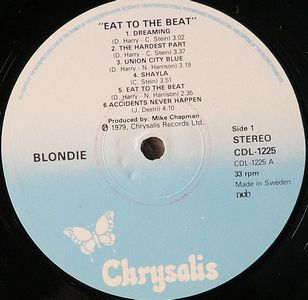 "EAT TO THE BEAT"
1. DREAMING
(D. Harry - C. Stein) 3.02
2. THE HARDEST PART
(D. Harry - C. Stein) 3.37
3. UNION CITY BLUE
(D. Harry - N. Harrison) 3.19
4. SHAYLA
(C. Stein) 3.51
5. EAT TO THE BEAT
(D. Harry - N. Harrison) 2.35
6.ACCIDENTS NEVER HAPPEN
(J. Destri) 4.10
Produced by: Mike Chapman
℗ 1979, Chrysalis Records Ltd.
BLONDIE
Side 1
STEREO
CDL-1225
CDL-1225 A
33 rpm
Made in Sweden
ncb
Chrysalis